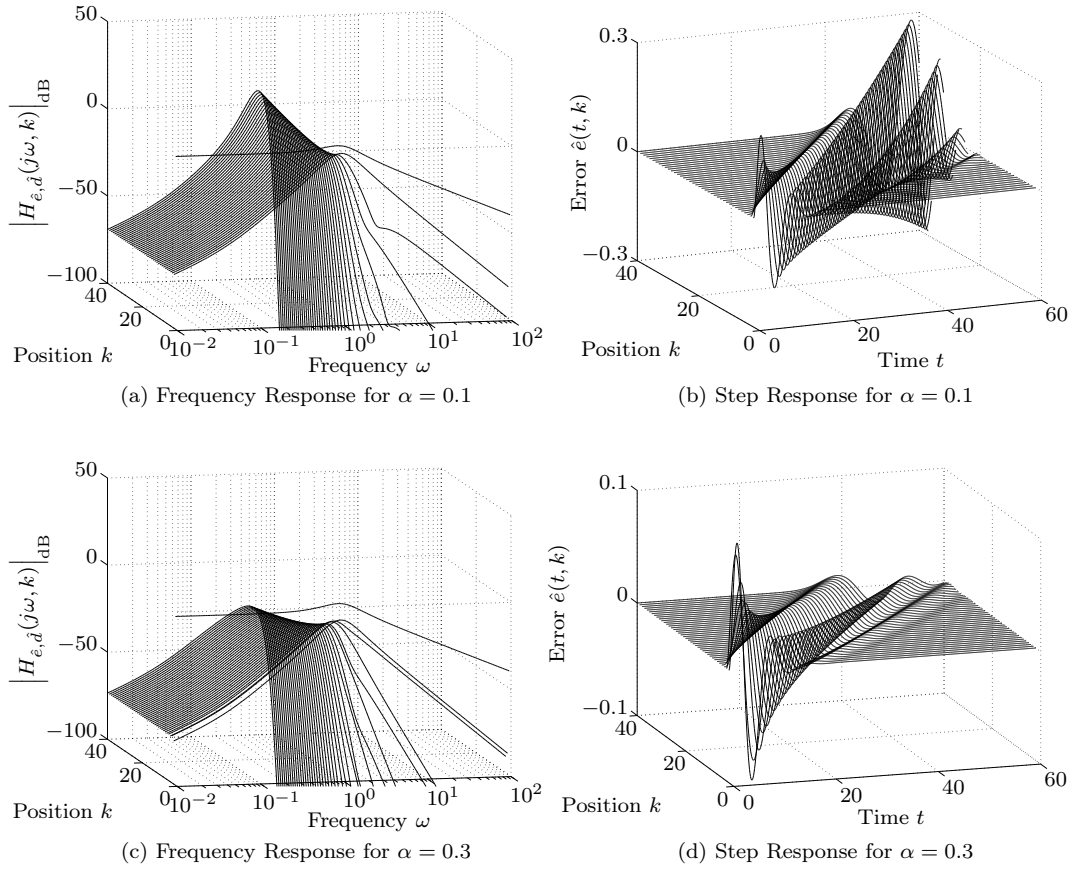 50
0
−50
−100
|H_{ê,d̂}(jω, k)|_dB
40
20
0
Position k
10^{−2}
10^{−1}
10^{0}
10^{1}
10^{2}
Frequency ω
(a) Frequency Response for α = 0.1
0.3
0
−0.3
Error ê(t, k)
40
20
0
Position k
0
20
40
60
Time t
(b) Step Response for α = 0.1
50
0
−50
−100
|H_{ê,d̂}(jω, k)|_dB
40
20
0
Position k
10^{−2}
10^{−1}
10^{0}
10^{1}
10^{2}
Frequency ω
(c) Frequency Response for α = 0.3
0.1
0
−0.1
Error ê(t, k)
40
20
0
Position k
0
20
40
60
Time t
(d) Step Response for α = 0.3